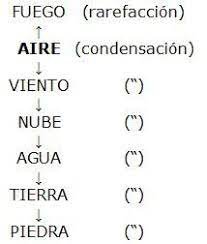 FUEGO (rarefacción)
↑
AIRE (condensación)
↓
VIENTO (“)
↓
NUBE (“)
↓
AGUA (“)
↓
TIERRA (“)
↓
PIEDRA (“)